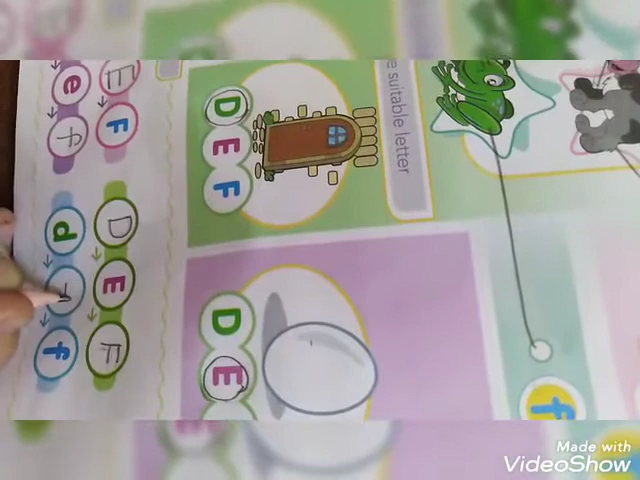 e suitable letter
D E F
D E
f
E F
e f
D E F
d f
Made with
VideoShow